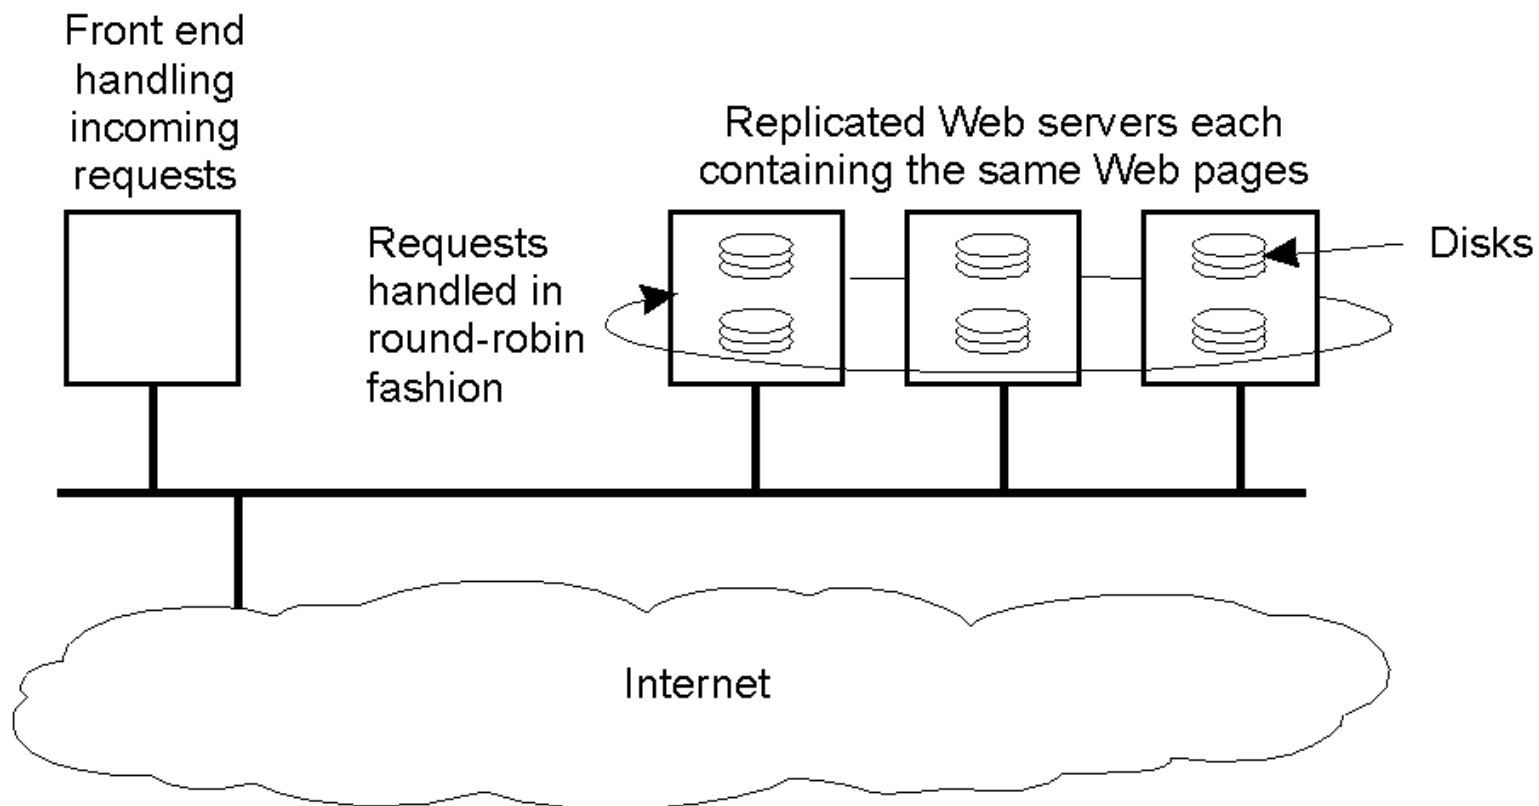 Front end
handling
incoming
requests
Replicated Web servers each
containing the same Web pages
Requests
handled in
round-robin
fashion
Disks
Internet